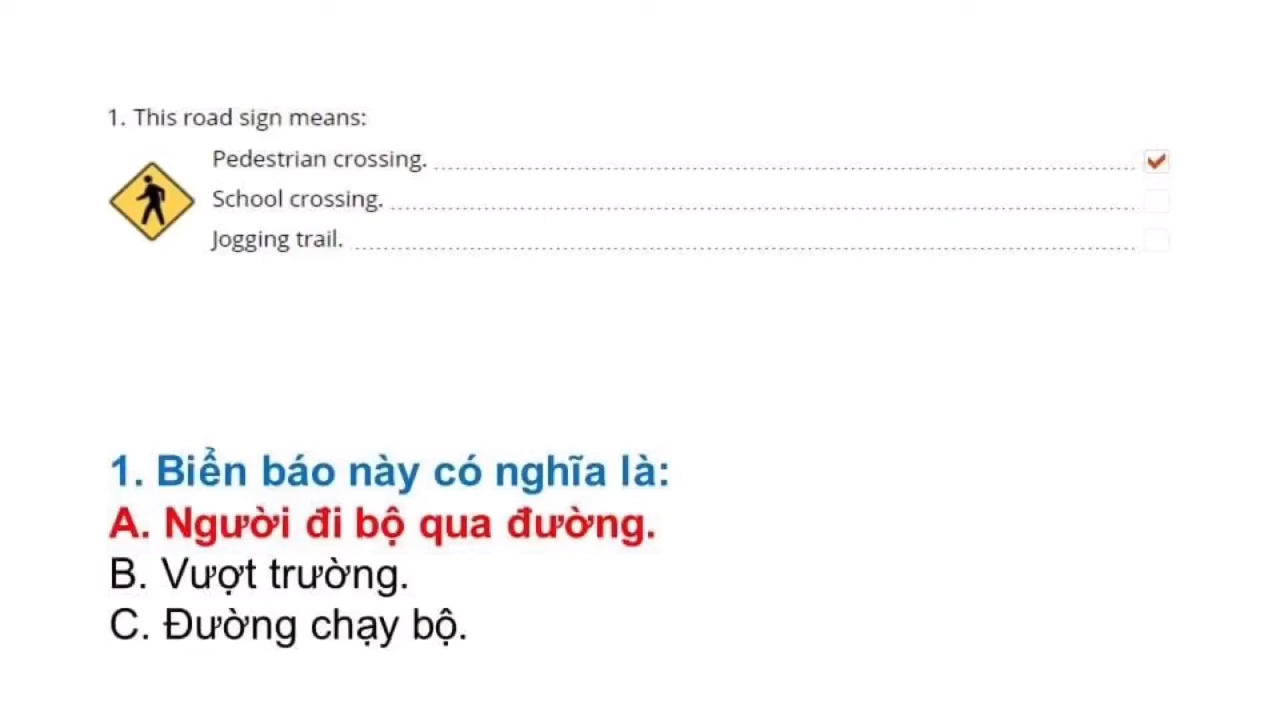 1. This road sign means:
Pedestrian crossing.
School crossing.
Jogging trail.
1. Biển báo này có nghĩa là:
A. Người đi bộ qua đường.
B. Vượt trường.
C. Đường chạy bộ.